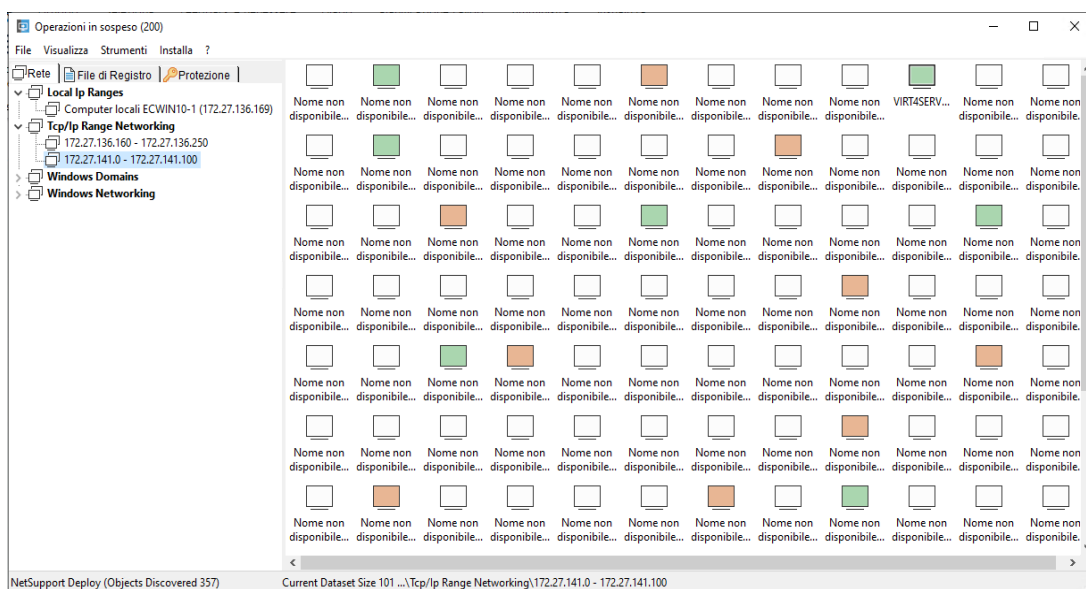 Operazioni in sospeso (200)
File Visualizza Strumenti Installa ?
Rete File di Registro Protezione
Local Ip Ranges
Computer locali ECWIN10-1 (172.27.136.169)
Tcp/Ip Range Networking
172.27.136.160 - 172.27.136.250
172.27.141.0 - 172.27.141.100
Windows Domains
Windows Networking
Nome non Nome non Nome non Nome non Nome non Nome non Nome non Nome non Nome non VIRT4SERV... Nome non Nome non
disponibile... disponibile... disponibile... disponibile... disponibile... disponibile... disponibile... disponibile... disponibile... disponibile... disponibile.
Nome non Nome non Nome non Nome non Nome non Nome non Nome non Nome non Nome non Nome non Nome non Nome non
disponibile... disponibile... disponibile... disponibile... disponibile... disponibile... disponibile... disponibile... disponibile... disponibile... disponibile... disponibile.
Nome non Nome non Nome non Nome non Nome non Nome non Nome non Nome non Nome non Nome non Nome non Nome non
disponibile... disponibile... disponibile... disponibile... disponibile... disponibile... disponibile... disponibile... disponibile... disponibile... disponibile... disponibile.
Nome non Nome non Nome non Nome non Nome non Nome non Nome non Nome non Nome non Nome non Nome non Nome non
disponibile... disponibile... disponibile... disponibile... disponibile... disponibile... disponibile... disponibile... disponibile... disponibile... disponibile... disponibile.
Nome non Nome non Nome non Nome non Nome non Nome non Nome non Nome non Nome non Nome non Nome non Nome non
disponibile... disponibile... disponibile... disponibile... disponibile... disponibile... disponibile... disponibile... disponibile... disponibile... disponibile... disponibile.
Nome non Nome non Nome non Nome non Nome non Nome non Nome non Nome non Nome non Nome non Nome non Nome non
disponibile... disponibile... disponibile... disponibile... disponibile... disponibile... disponibile... disponibile... disponibile... disponibile... disponibile... disponibile.
Nome non Nome non Nome non Nome non Nome non Nome non Nome non Nome non Nome non Nome non Nome non Nome non
disponibile... disponibile... disponibile... disponibile... disponibile... disponibile... disponibile... disponibile... disponibile... disponibile... disponibile... disponibile.
NetSupport Deploy (Objects Discovered 357) Current Dataset Size 101 ...\Tcp/Ip Range Networking\172.27.141.0 - 172.27.141.100